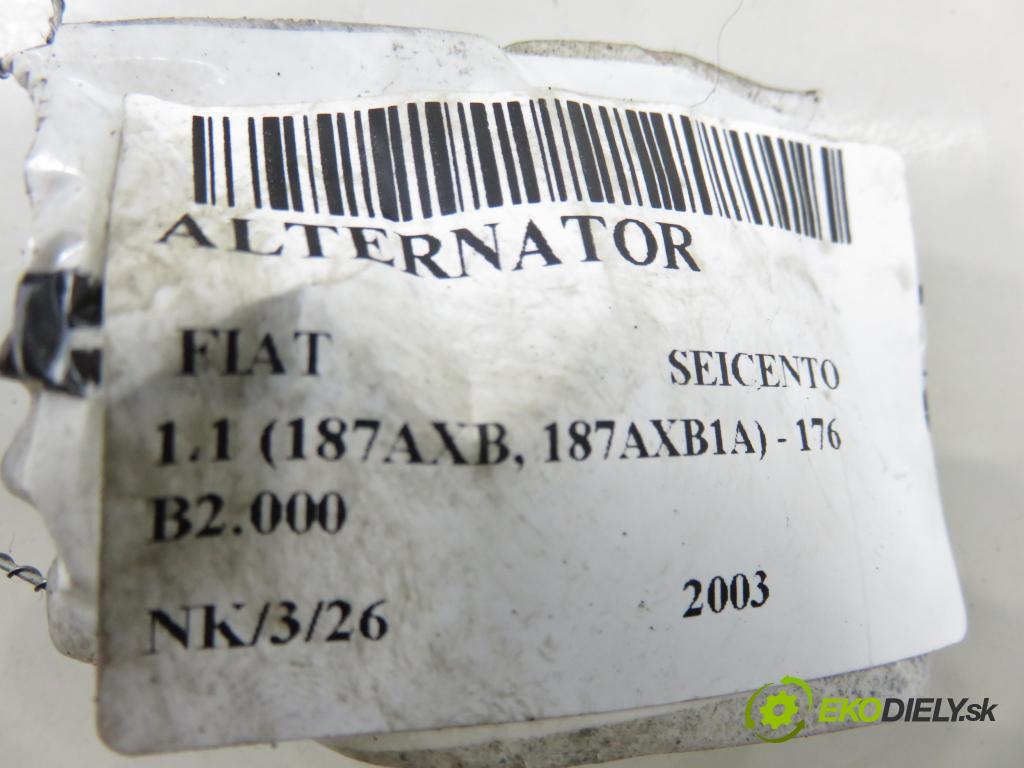 ALTERNATOR
FIAT SEICENTO
1.1 (187AXB, 187AXB1A) - 176
B2.000
NK/3/26 2003
EKODIELY.sk